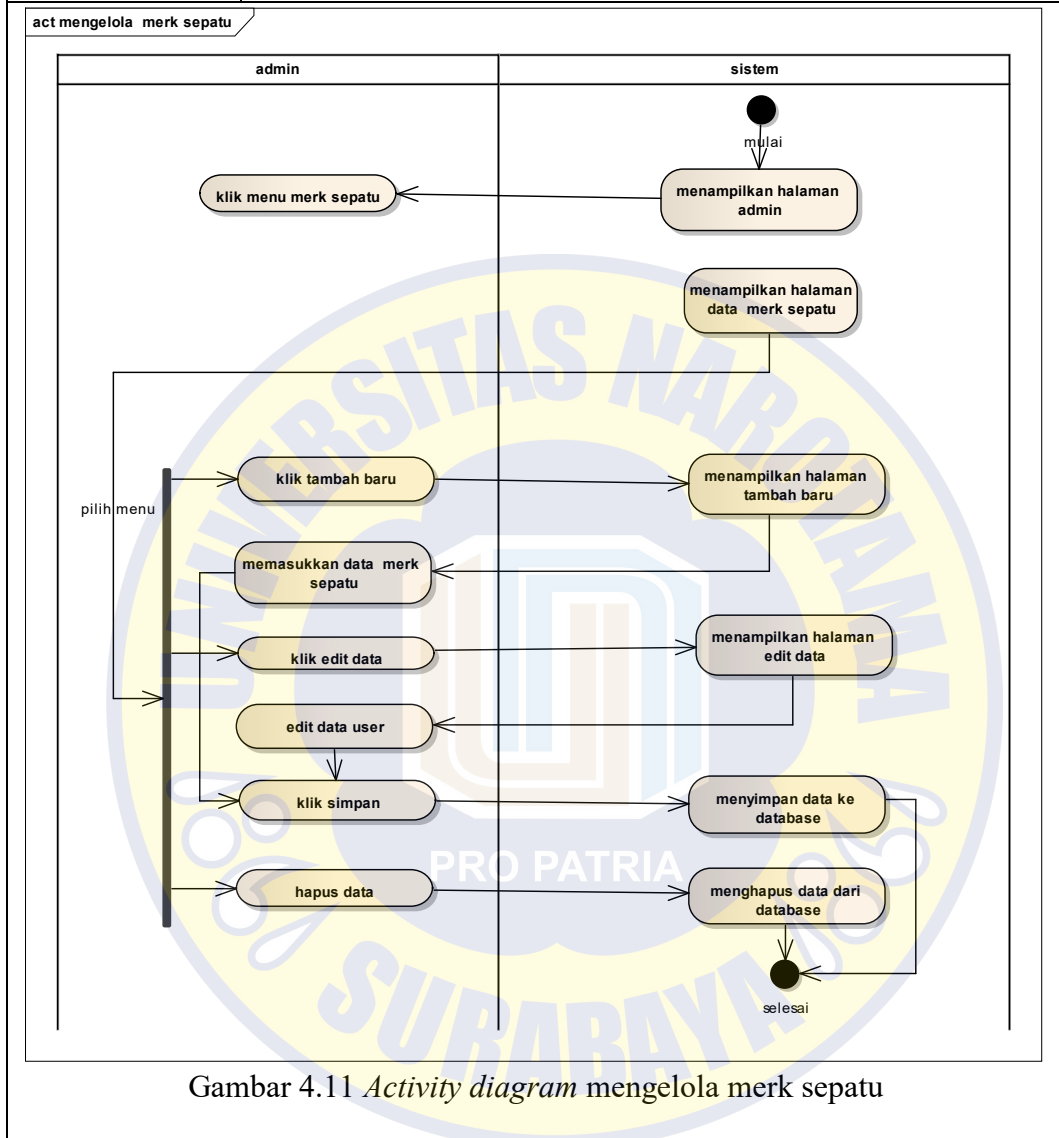 act mengelola merk sepatu
admin
sistem
mulai
klik menu merk sepatu
menampilkan halaman
admin
menampilkan halaman
data merk sepatu
pilih menu
klik tambah baru
menampilkan halaman
tambah baru
memasukkan data merk
sepatu
klik edit data
menampilkan halaman
edit data
edit data user
klik simpan
menyimpan data ke
database
hapus data
menghapus data dari
database
selesai
UNIVERSITAS NAROTAMA
PRO PATRIA
SURABAYA
Gambar 4.11 Activity diagram mengelola merk sepatu